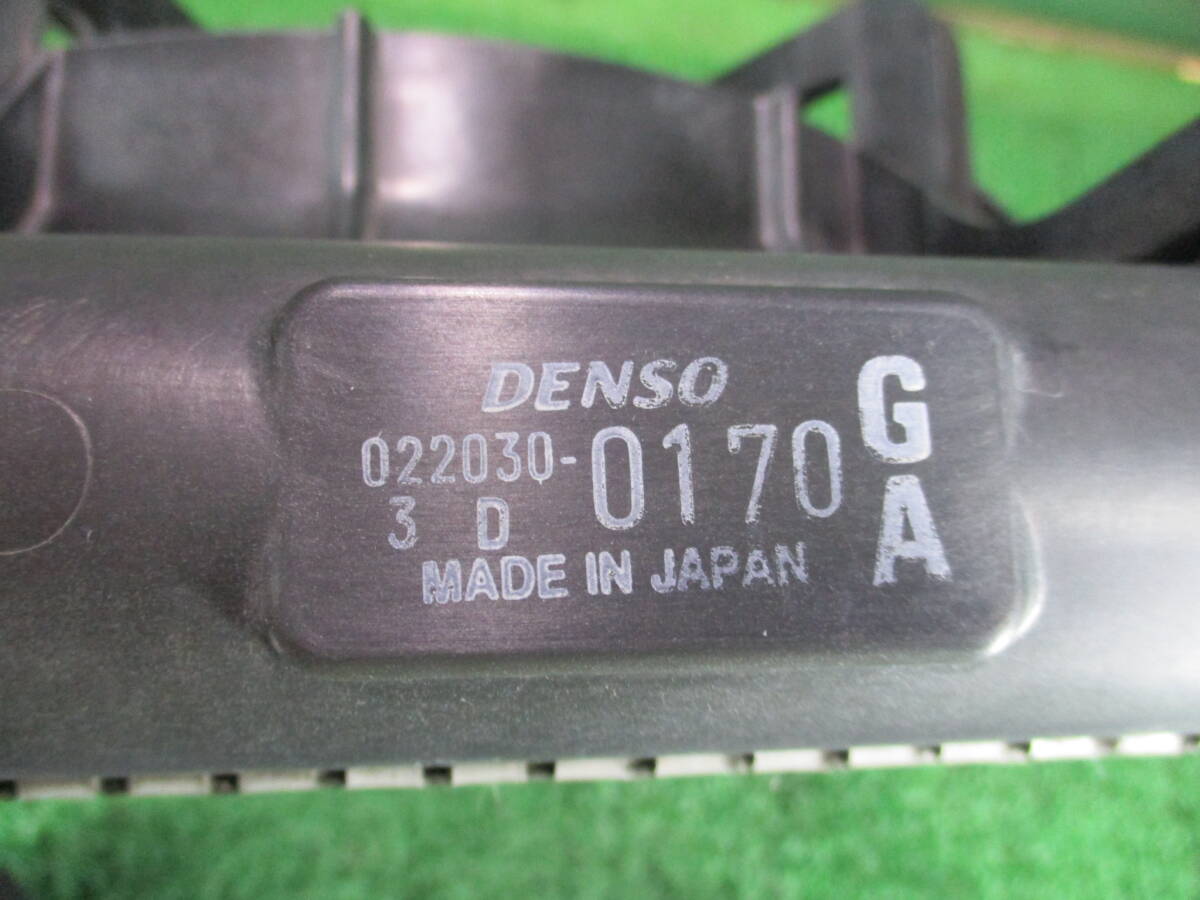 DENSO
022030-0170
3 D
MADE IN JAPAN
G
A